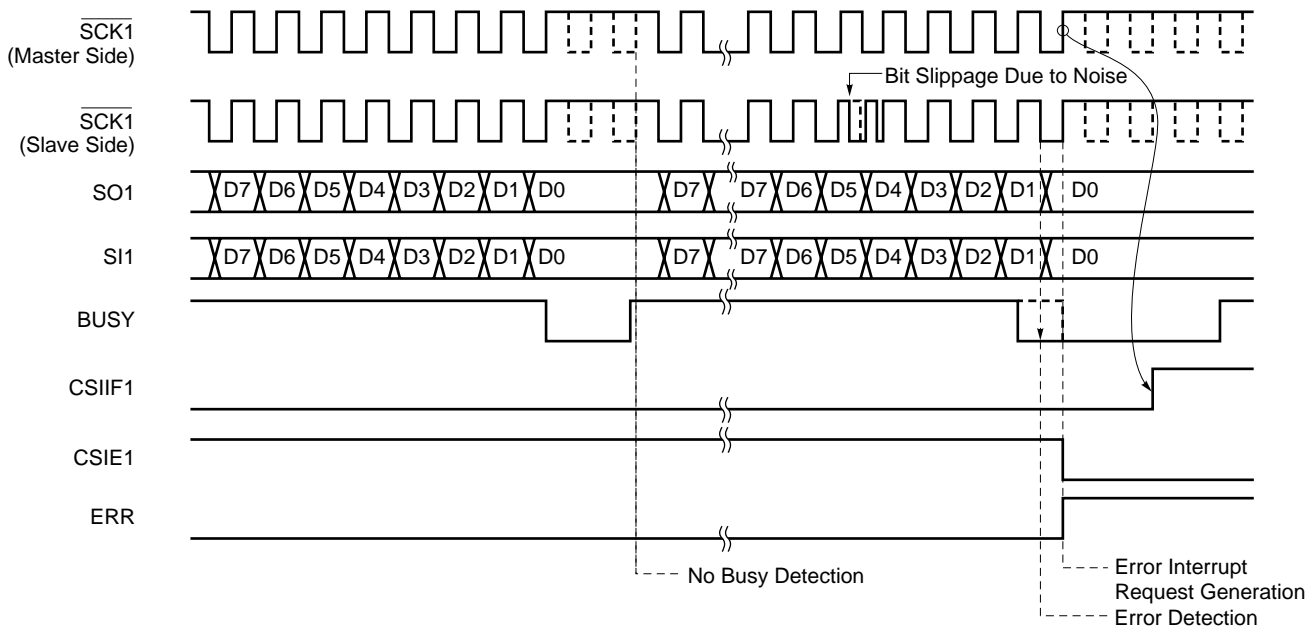 SCK1
(Master Side)
Bit Slippage Due to Noise
SCK1
(Slave Side)
SO1 D7 D6 D5 D4 D3 D2 D1 D0 D7 D7 D6 D5 D4 D3 D2 D1 D0
SI1 D7 D6 D5 D4 D3 D2 D1 D0 D7 D7 D6 D5 D4 D3 D2 D1 D0
BUSY
CSIIF1
CSIE1
ERR
No Busy Detection
Error Interrupt
Request Generation
Error Detection